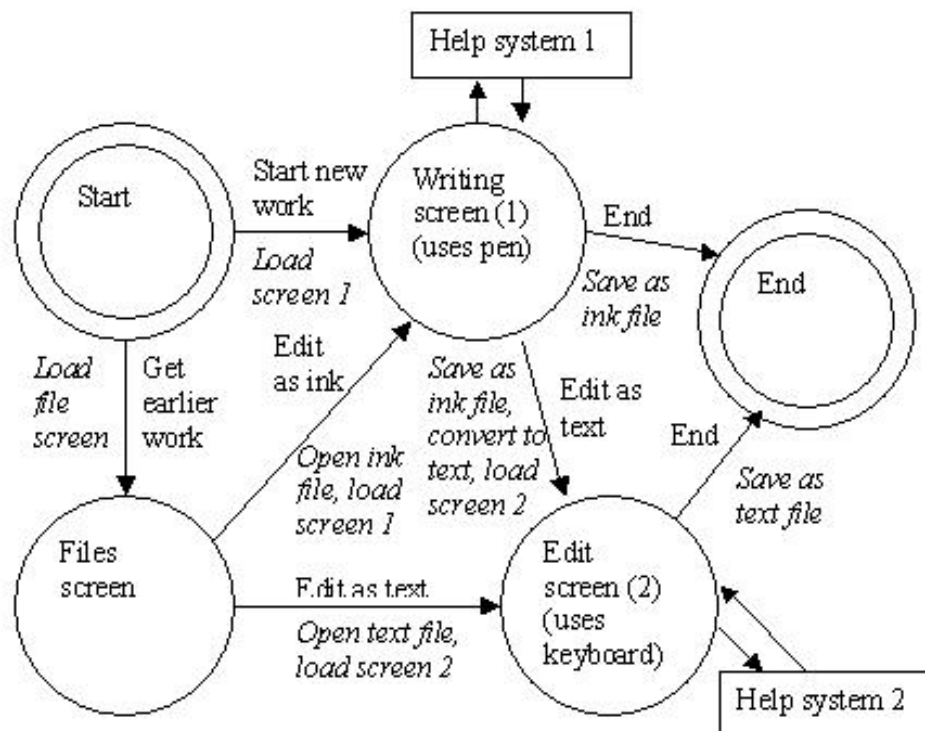 Help system 1
Start
Start new
work
Load
screen 1
Writing
screen (1)
(uses pen)
End
Save as
ink file
End
Load
file
screen
Get
earlier
work
Edit
as ink
Open ink
file, load
screen 1
Save as
ink file,
convert to
text, load
screen 2
Edit as
text
End
Save as
text file
Files
screen
Edit as text
Open text file,
load screen 2
Edit
screen (2)
(uses
keyboard)
Help system 2